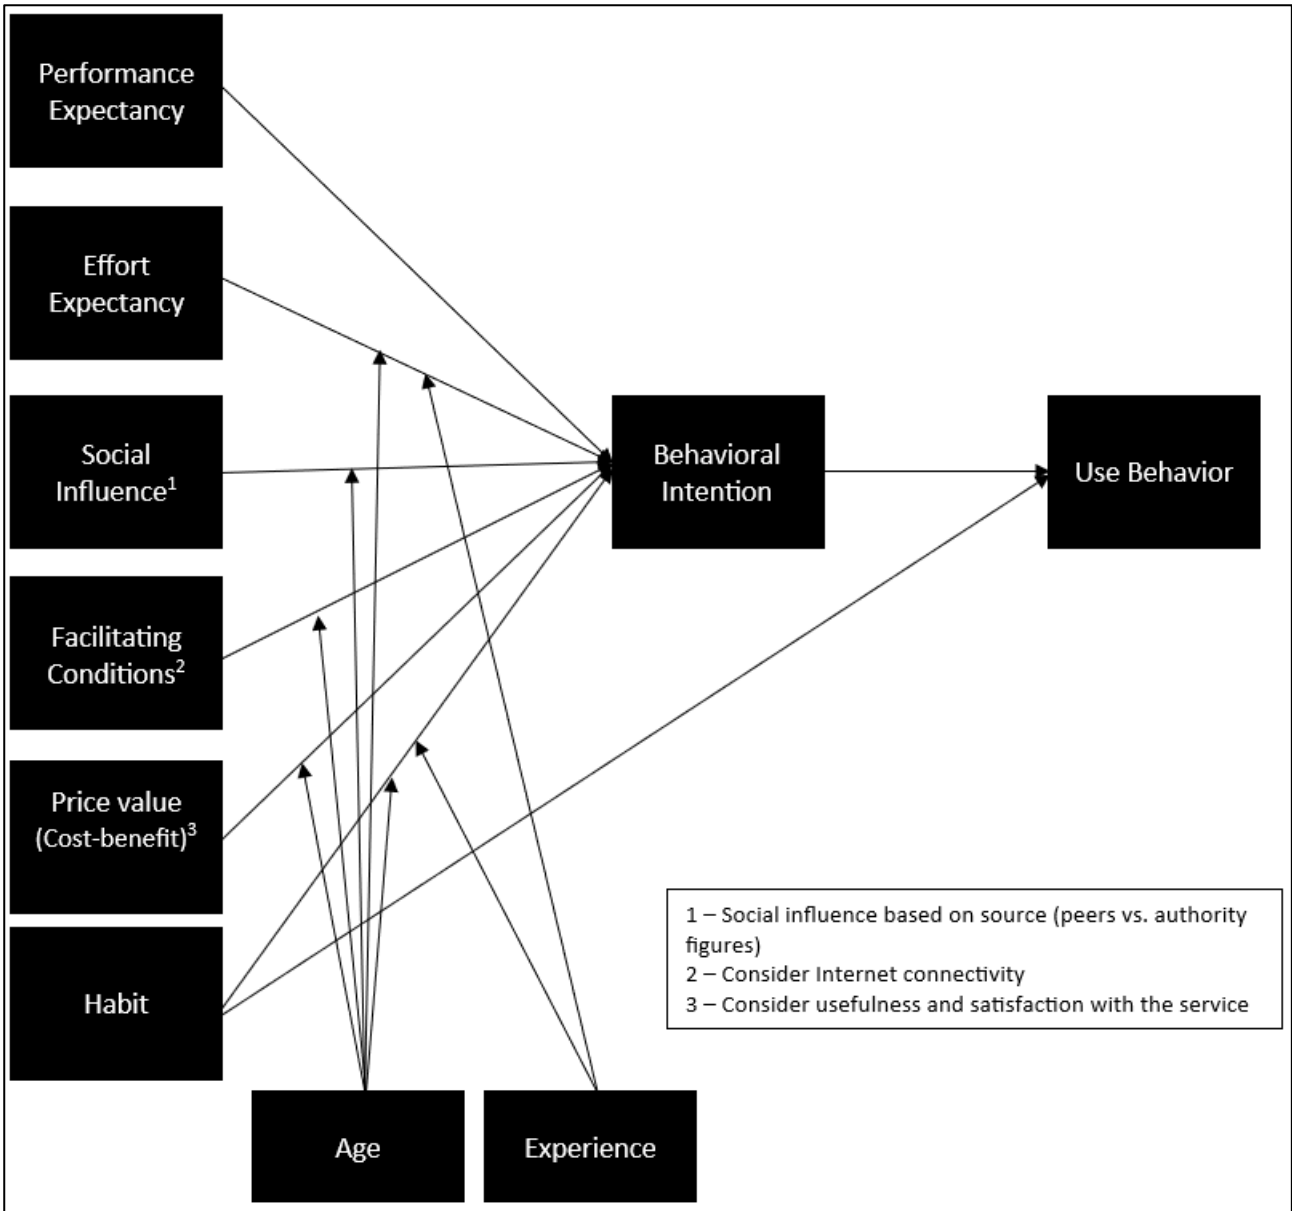 Performance
Expectancy
Effort
Expectancy
Social
Influence¹
Behavioral
Intention
Use Behavior
Facilitating
Conditions²
Price value
(Cost-benefit)³
Habit
1 – Social influence based on source (peers vs. authority
figures)
2 – Consider Internet connectivity
3 – Consider usefulness and satisfaction with the service
Age
Experience